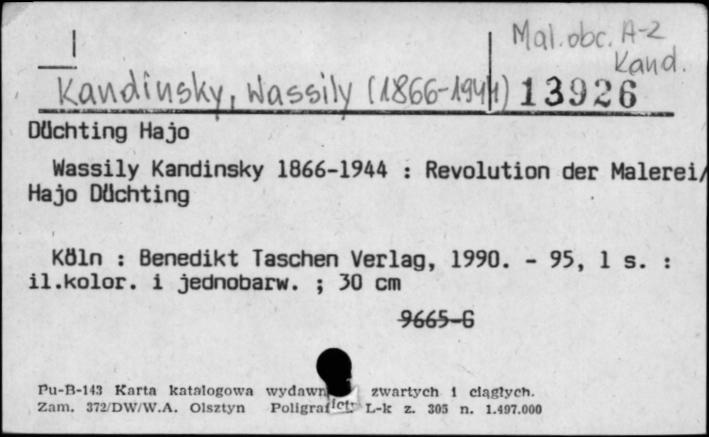 Mal.obc. A-2
Kand.
Kandinsky, Wassily (1866-1944) 13926
Düchting Hajo
Wassily Kandinsky 1866-1944 : Revolution der Malerei/
Hajo Düchting
Köln : Benedikt Taschen Verlag, 1990. - 95, 1 s. :
il.kolor. i jednobarw. ; 30 cm
9665-G
Pu-B-143 Karta katalogowa wydawn zwartych i ciągłych.
Zam. 372/DW/W.A. Olsztyn Poligraf L-k z. 305 n. 1.497.000